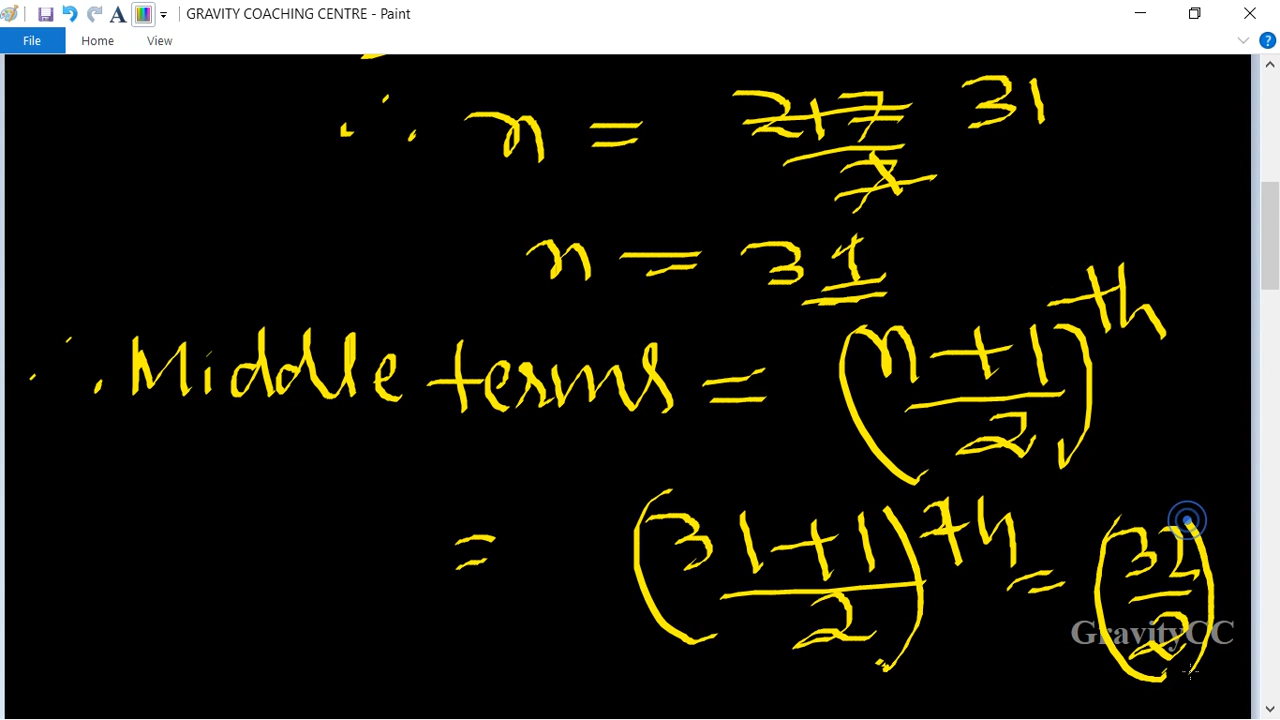 GRAVITY COACHING CENTRE - Paint
File Home View
∴ n = 217/7 31
n = 31
∴ Middle terms = (n+1/2)th
= (31+1/2)th = (32/2)
GravityCC